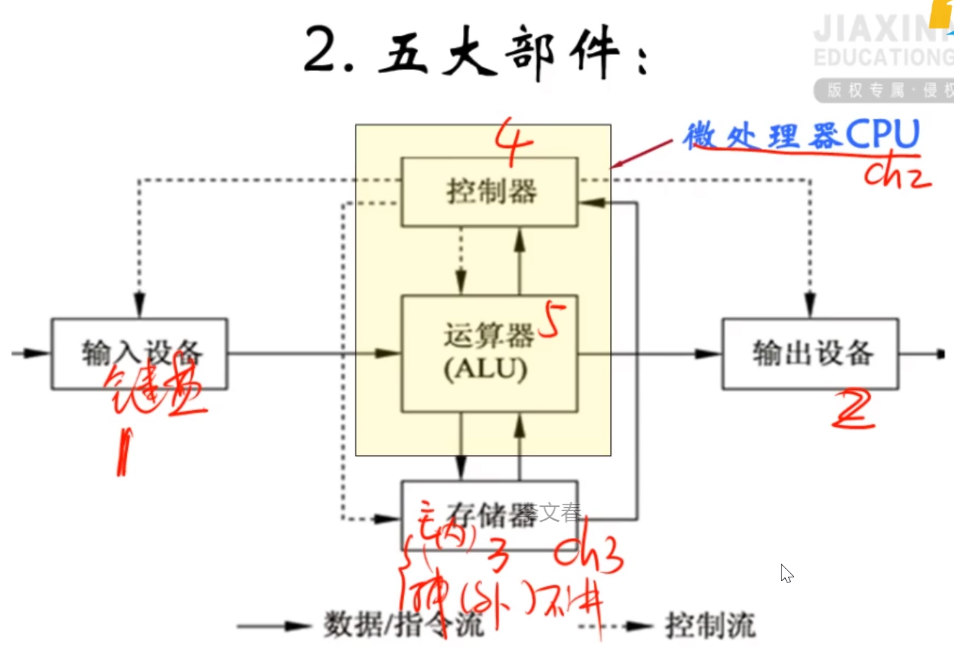 JIAXIN
EDUCATIONG
版权专属·侵权
2. 五大部件：
微处理器CPU
ch2
4
控制器
输入设备
键盘
1
运算器
(ALU)
5
输出设备
2
存储器
主(内)
3
ch3
(外)不讲
数据/指令流
控制流